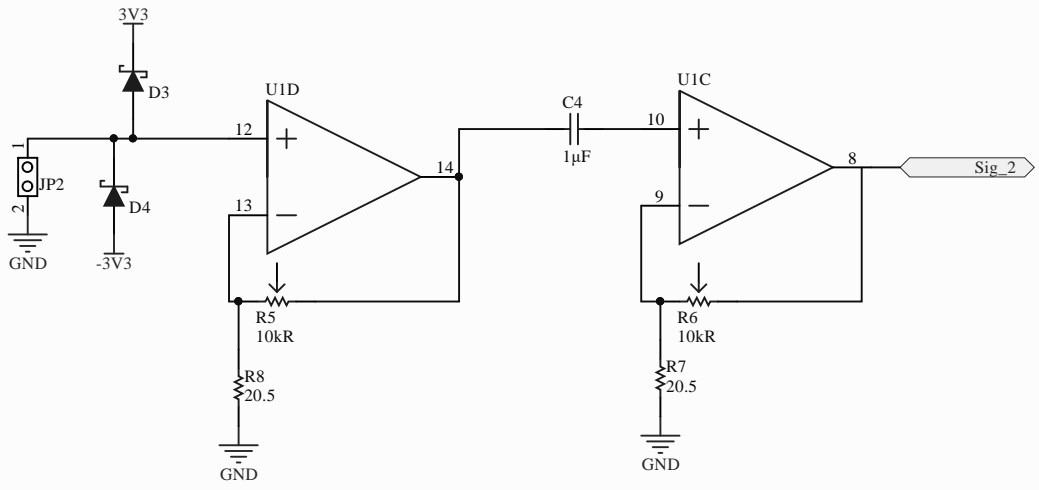 3V3
D3
U1D
U1C
C4
1μF
12
14
10
8
Sig_2
1
JP2
2
D4
13
9
GND
-3V3
R5
10kR
R6
10kR
R8
20.5
R7
20.5
GND
GND